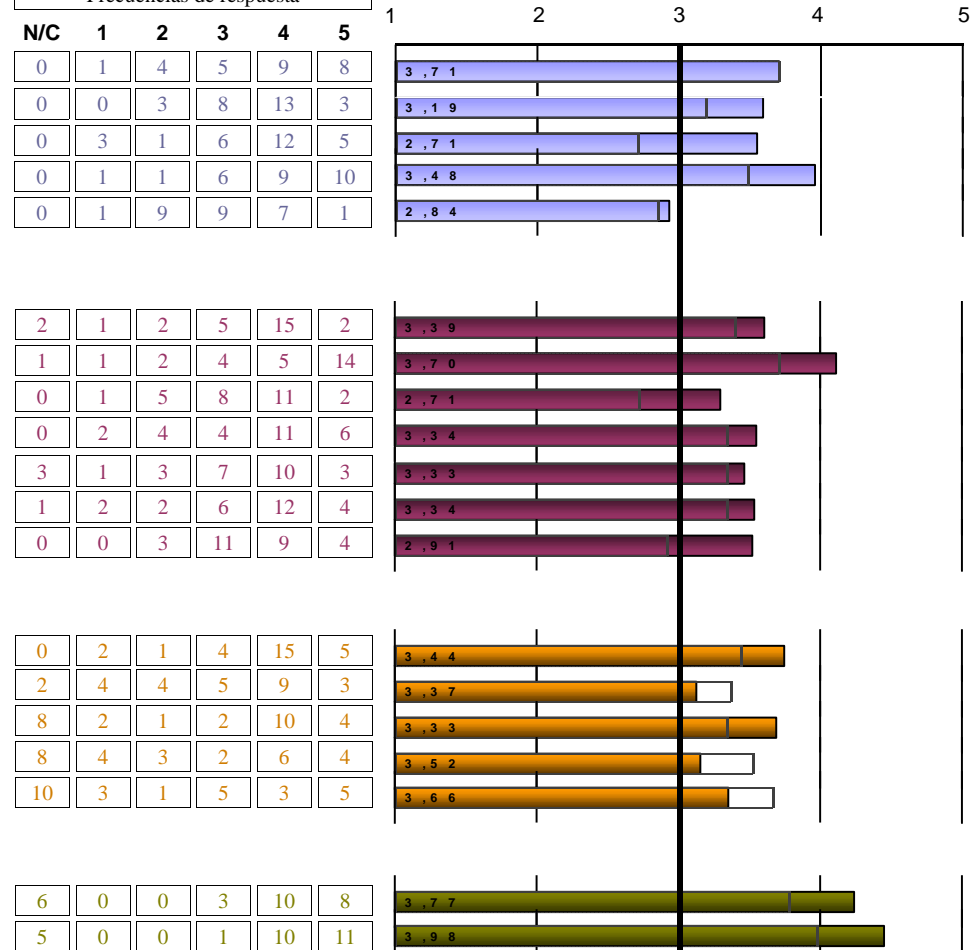 Frecuencias de respuesta
1 2 3 4 5
N/C 1 2 3 4 5
0 1 4 5 9 8 3,71
0 0 3 8 13 3 3,19
0 3 1 6 12 5 2,71
0 1 1 6 9 10 3,48
0 1 9 9 7 1 2,84
2 1 2 5 15 2 3,39
1 1 2 4 5 14 3,70
0 1 5 8 11 2 2,71
0 2 4 4 11 6 3,34
3 1 3 7 10 3 3,33
1 2 2 6 12 4 3,34
0 0 3 11 9 4 2,91
0 2 1 4 15 5 3,44
2 4 4 5 9 3 3,37
8 2 1 2 10 4 3,33
8 4 3 2 6 4 3,52
10 3 1 5 3 5 3,66
6 0 0 3 10 8 3,77
5 0 0 1 10 11 3,98